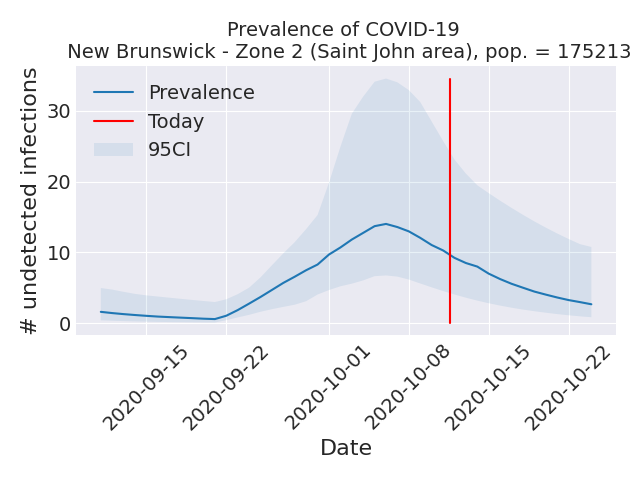 Prevalence of COVID-19
New Brunswick - Zone 2 (Saint John area), pop. = 175213
# undetected infections
30
20
10
0
Prevalence
Today
95CI
2020-09-15
2020-09-22
2020-10-01
2020-10-08
2020-10-15
2020-10-22
Date